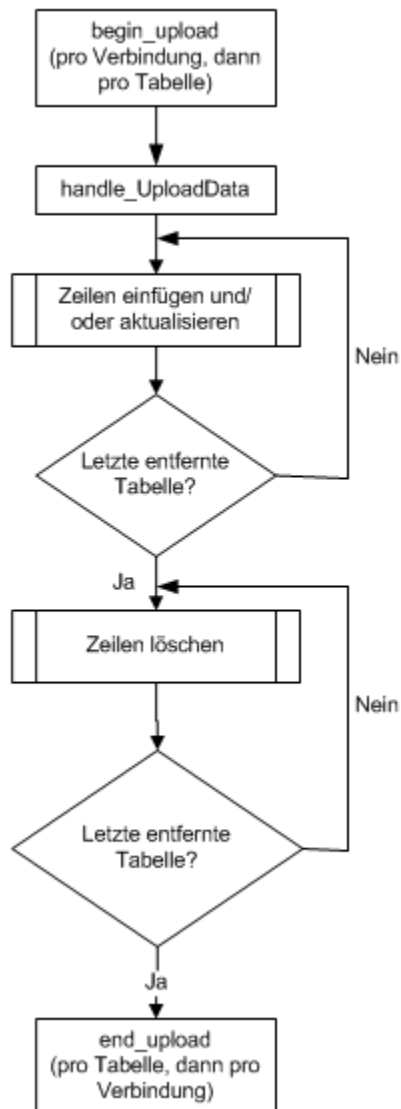 begin_upload
(pro Verbindung, dann
pro Tabelle)
handle_UploadData
Zeilen einfügen und/
oder aktualisieren
Nein
Letzte entfernte
Tabelle?
Ja
Zeilen löschen
Nein
Letzte entfernte
Tabelle?
Ja
end_upload
(pro Tabelle, dann pro
Verbindung)